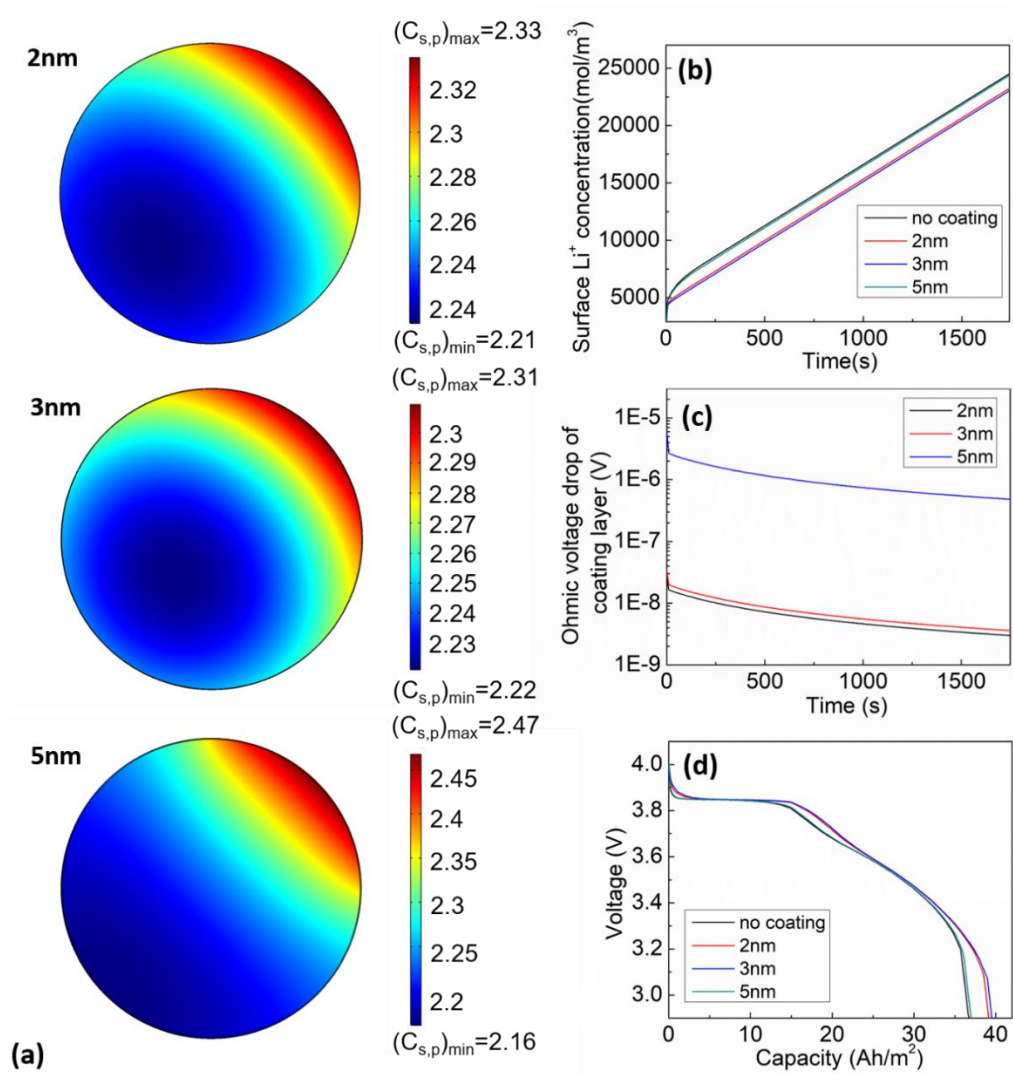 2nm
(C_{s,p})_{max}=2.33
2.32
2.3
2.28
2.26
2.24
2.24
(C_{s,p})_{min}=2.21
3nm
(C_{s,p})_{max}=2.31
2.3
2.29
2.28
2.27
2.26
2.25
2.24
2.23
(C_{s,p})_{min}=2.22
5nm
(C_{s,p})_{max}=2.47
2.45
2.4
2.35
2.3
2.25
2.2
(C_{s,p})_{min}=2.16
(a)
(b)
Surface Li⁺ concentration(mol/m³)
25000
20000
15000
10000
5000
no coating
2nm
3nm
5nm
0 500 1000 1500
Time(s)
(c)
Ohmic voltage drop of
coating layer (V)
1E-5
1E-6
1E-7
1E-8
1E-9
2nm
3nm
5nm
0 500 1000 1500
Time (s)
(d)
Voltage (V)
4.0
3.8
3.6
3.4
3.2
3.0
no coating
2nm
3nm
5nm
0 10 20 30 40
Capacity (Ah/m²)